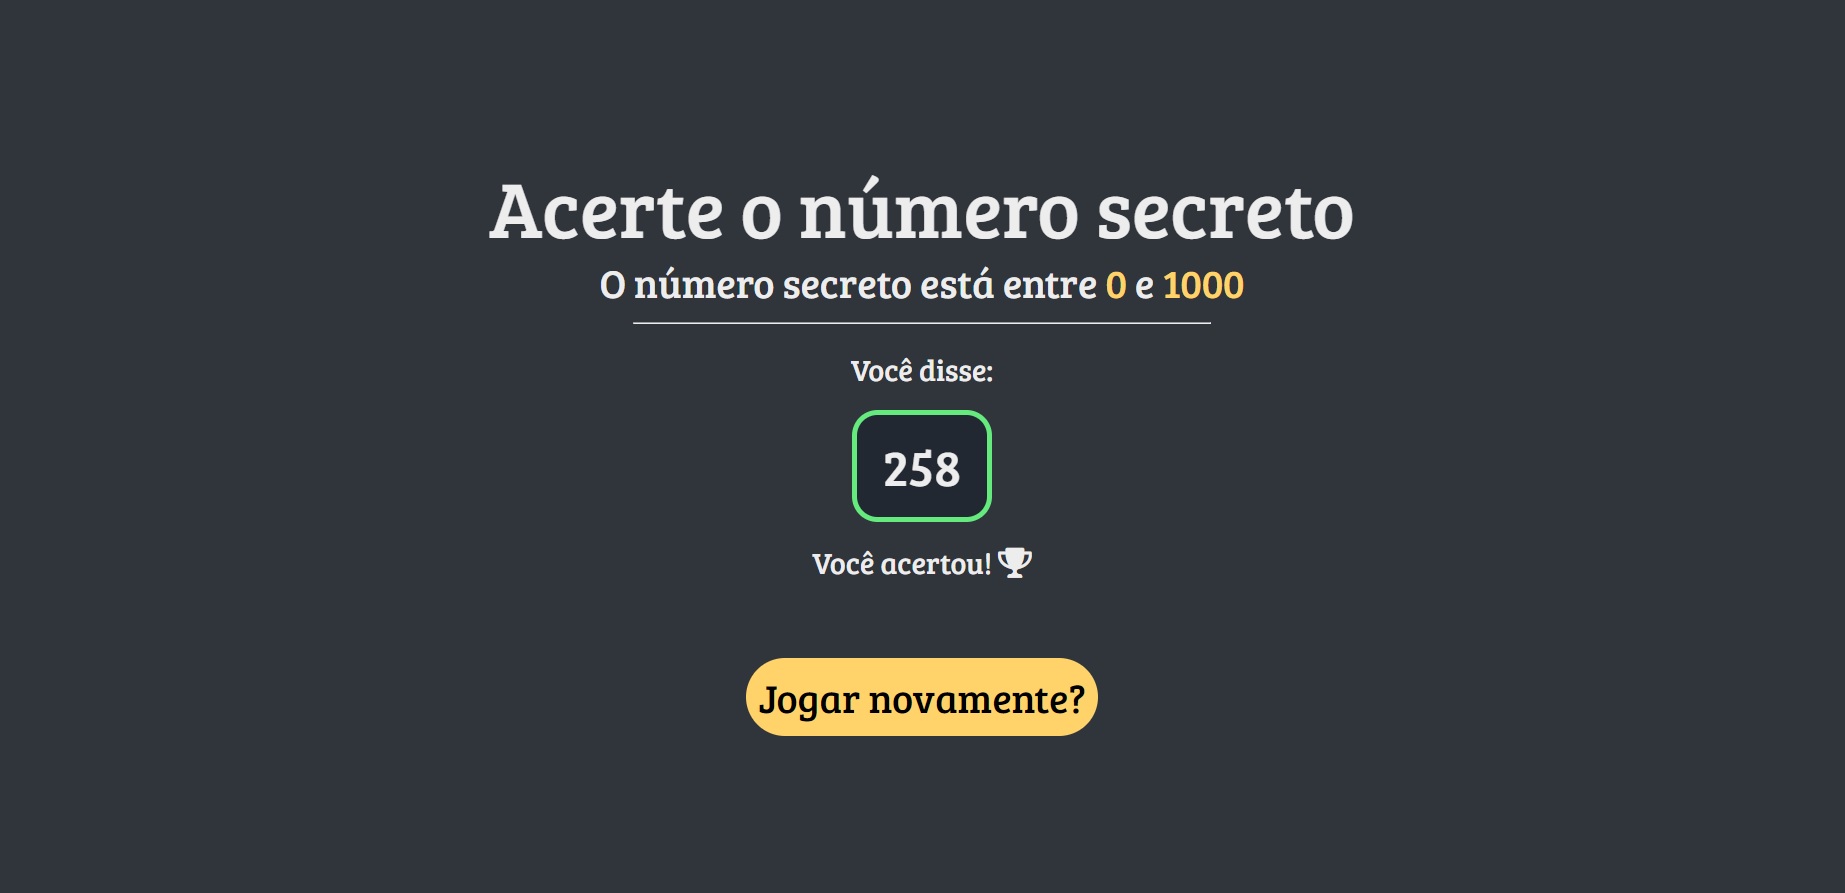 Acerte o número secreto
O número secreto está entre 0 e 1000
Você disse:
258
Você acertou!
Jogar novamente?